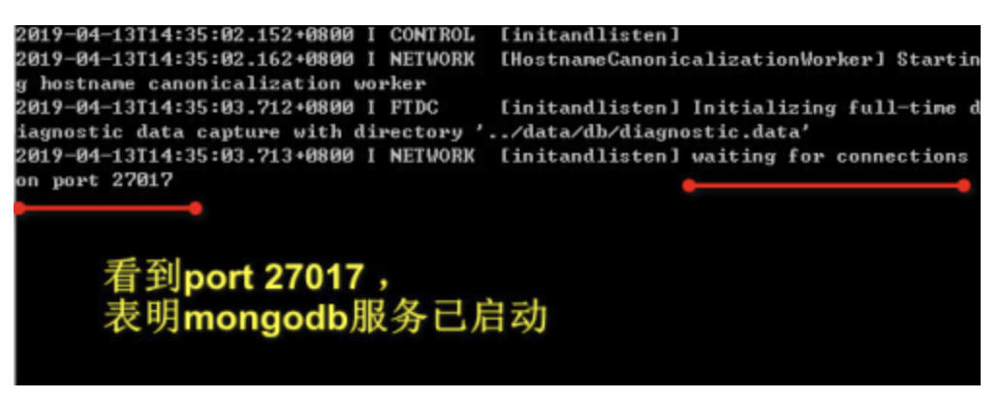 2019-04-13T14:35:02.152+0800 I CONTROL  [initandlisten]
2019-04-13T14:35:02.162+0800 I NETWORK  [HostnameCanonicalizationWorker] Startin
g hostname canonicalization worker
2019-04-13T14:35:03.712+0800 I FTDC     [initandlisten] Initializing full-time d
iagnostic data capture with directory '../data/db/diagnostic.data'
2019-04-13T14:35:03.713+0800 I NETWORK  [initandlisten] waiting for connections
on port 27017
看到port 27017，
表明mongodb服务已启动